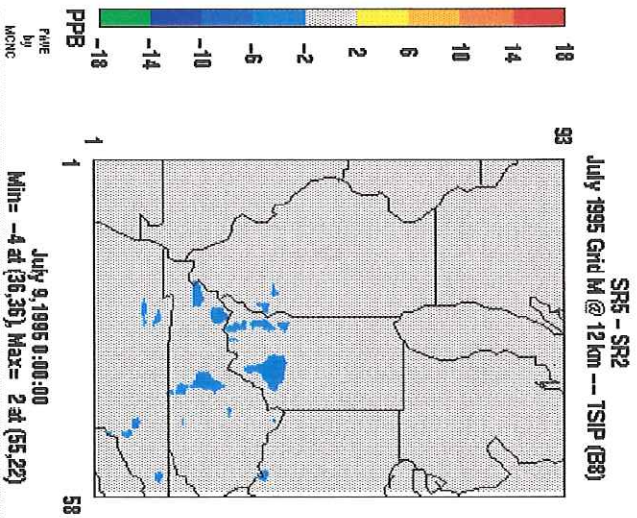 SR5 - SR2
July 1995 Grid M @ 12 km --- TSIP (B8)
18
14
10
6
2
-2
-6
-10
-14
-18
PPB
PAVE
by
MCNC
93
1
1
58
July 9, 1995 0:00:00
Min= -4 at (36,36), Max= 2 at (55,22)